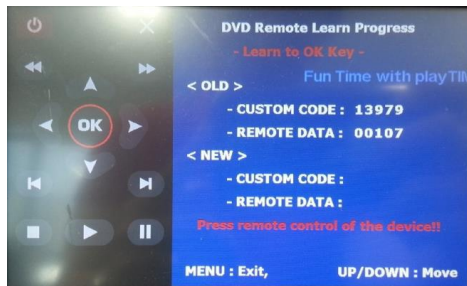 DVD Remote Learn Progress
- Learn to OK Key -
Fun Time with playTI
< OLD >
- CUSTOM CODE : 13979
- REMOTE DATA : 00107
OK
< NEW >
- CUSTOM CODE :
- REMOTE DATA :
Press remote control of the device!!
MENU : Exit, UP/DOWN : Move